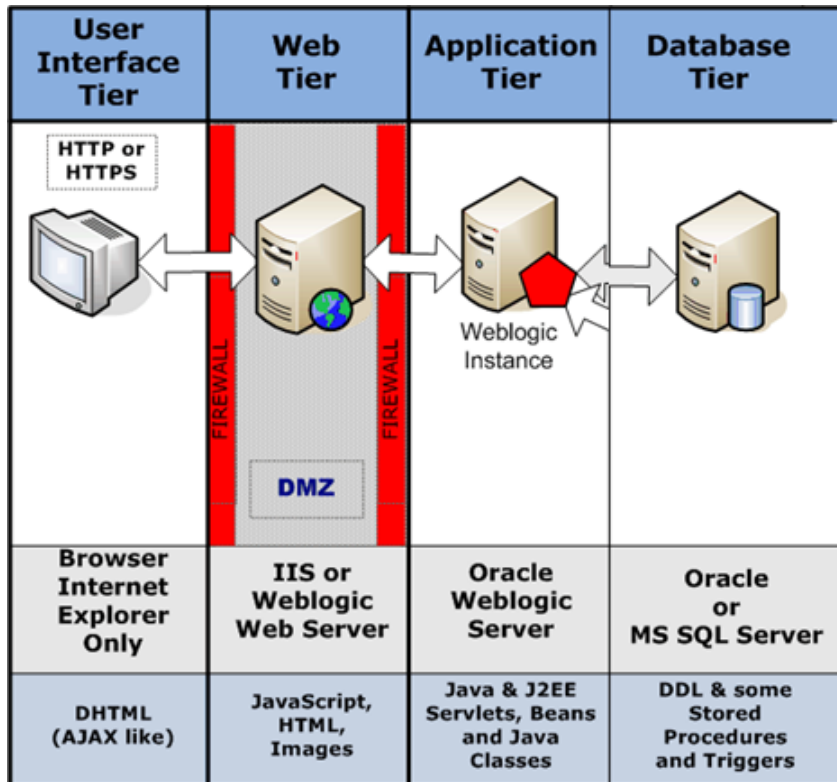 User
Interface
Tier
Web
Tier
Application
Tier
Database
Tier
HTTP or
HTTPS
FIREWALL
FIREWALL
DMZ
Weblogic
Instance
Browser
Internet
Explorer
Only
IIS or
Weblogic
Web Server
Oracle
Weblogic
Server
Oracle
or
MS SQL Server
DHTML
(AJAX like)
JavaScript,
HTML,
Images
Java & J2EE
Servlets, Beans
and Java
Classes
DDL & some
Stored
Procedures
and Triggers